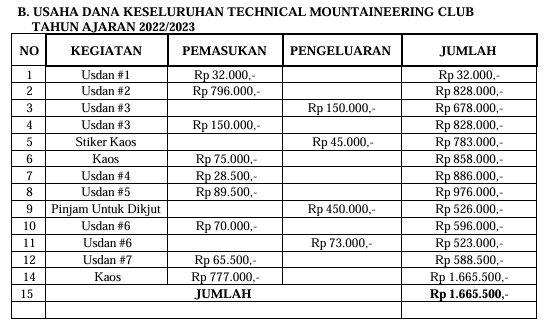 B. USAHA DANA KESELURUHAN TECHNICAL MOUNTAINEERING CLUB
TAHUN AJARAN 2022/2023
NO KEGIATAN PEMASUKAN PENGELUARAN JUMLAH
1 Usdan #1 Rp 32.000,- Rp 32.000,-
2 Usdan #2 Rp 796.000,- Rp 828.000,-
3 Usdan #3 Rp 150.000,- Rp 678.000,-
4 Usdan #3 Rp 150.000,- Rp 828.000,-
5 Stiker Kaos Rp 45.000,- Rp 783.000,-
6 Kaos Rp 75.000,- Rp 858.000,-
7 Usdan #4 Rp 28.500,- Rp 886.000,-
8 Usdan #5 Rp 89.500,- Rp 976.000,-
9 Pinjam Untuk Dikjut Rp 450.000,- Rp 526.000,-
10 Usdan #6 Rp 70.000,- Rp 596.000,-
11 Usdan #6 Rp 73.000,- Rp 523.000,-
12 Usdan #7 Rp 65.500,- Rp 588.500,-
14 Kaos Rp 777.000,- Rp 1.665.500,-
15 JUMLAH Rp 1.665.500,-